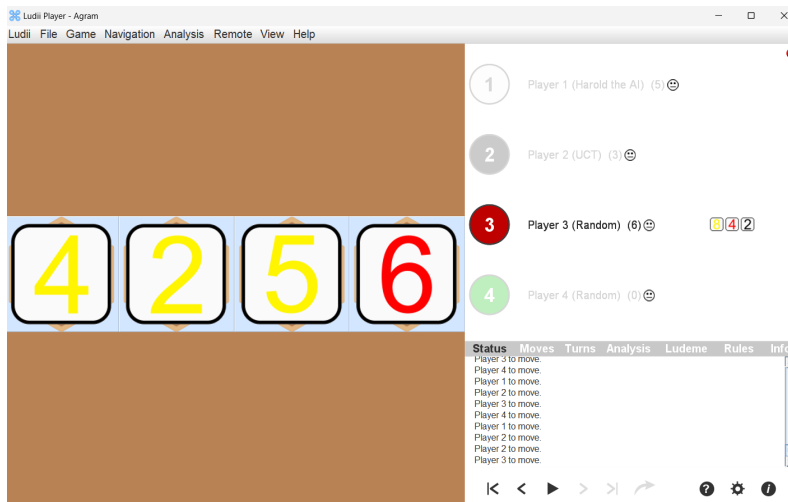 Ludii Player - Agram
Ludii File Game Navigation Analysis Remote View Help
1 Player 1 (Harold the AI) (5)
2 Player 2 (UCT) (3)
3 Player 3 (Random) (6) 8 4 2
4 Player 4 (Random) (0)
4 2 5 6
Status Moves Turns Analysis Ludeme Rules Info
Player 3 to move.
Player 4 to move.
Player 1 to move.
Player 2 to move.
Player 3 to move.
Player 4 to move.
Player 1 to move.
Player 2 to move.
Player 2 to move.
Player 3 to move.